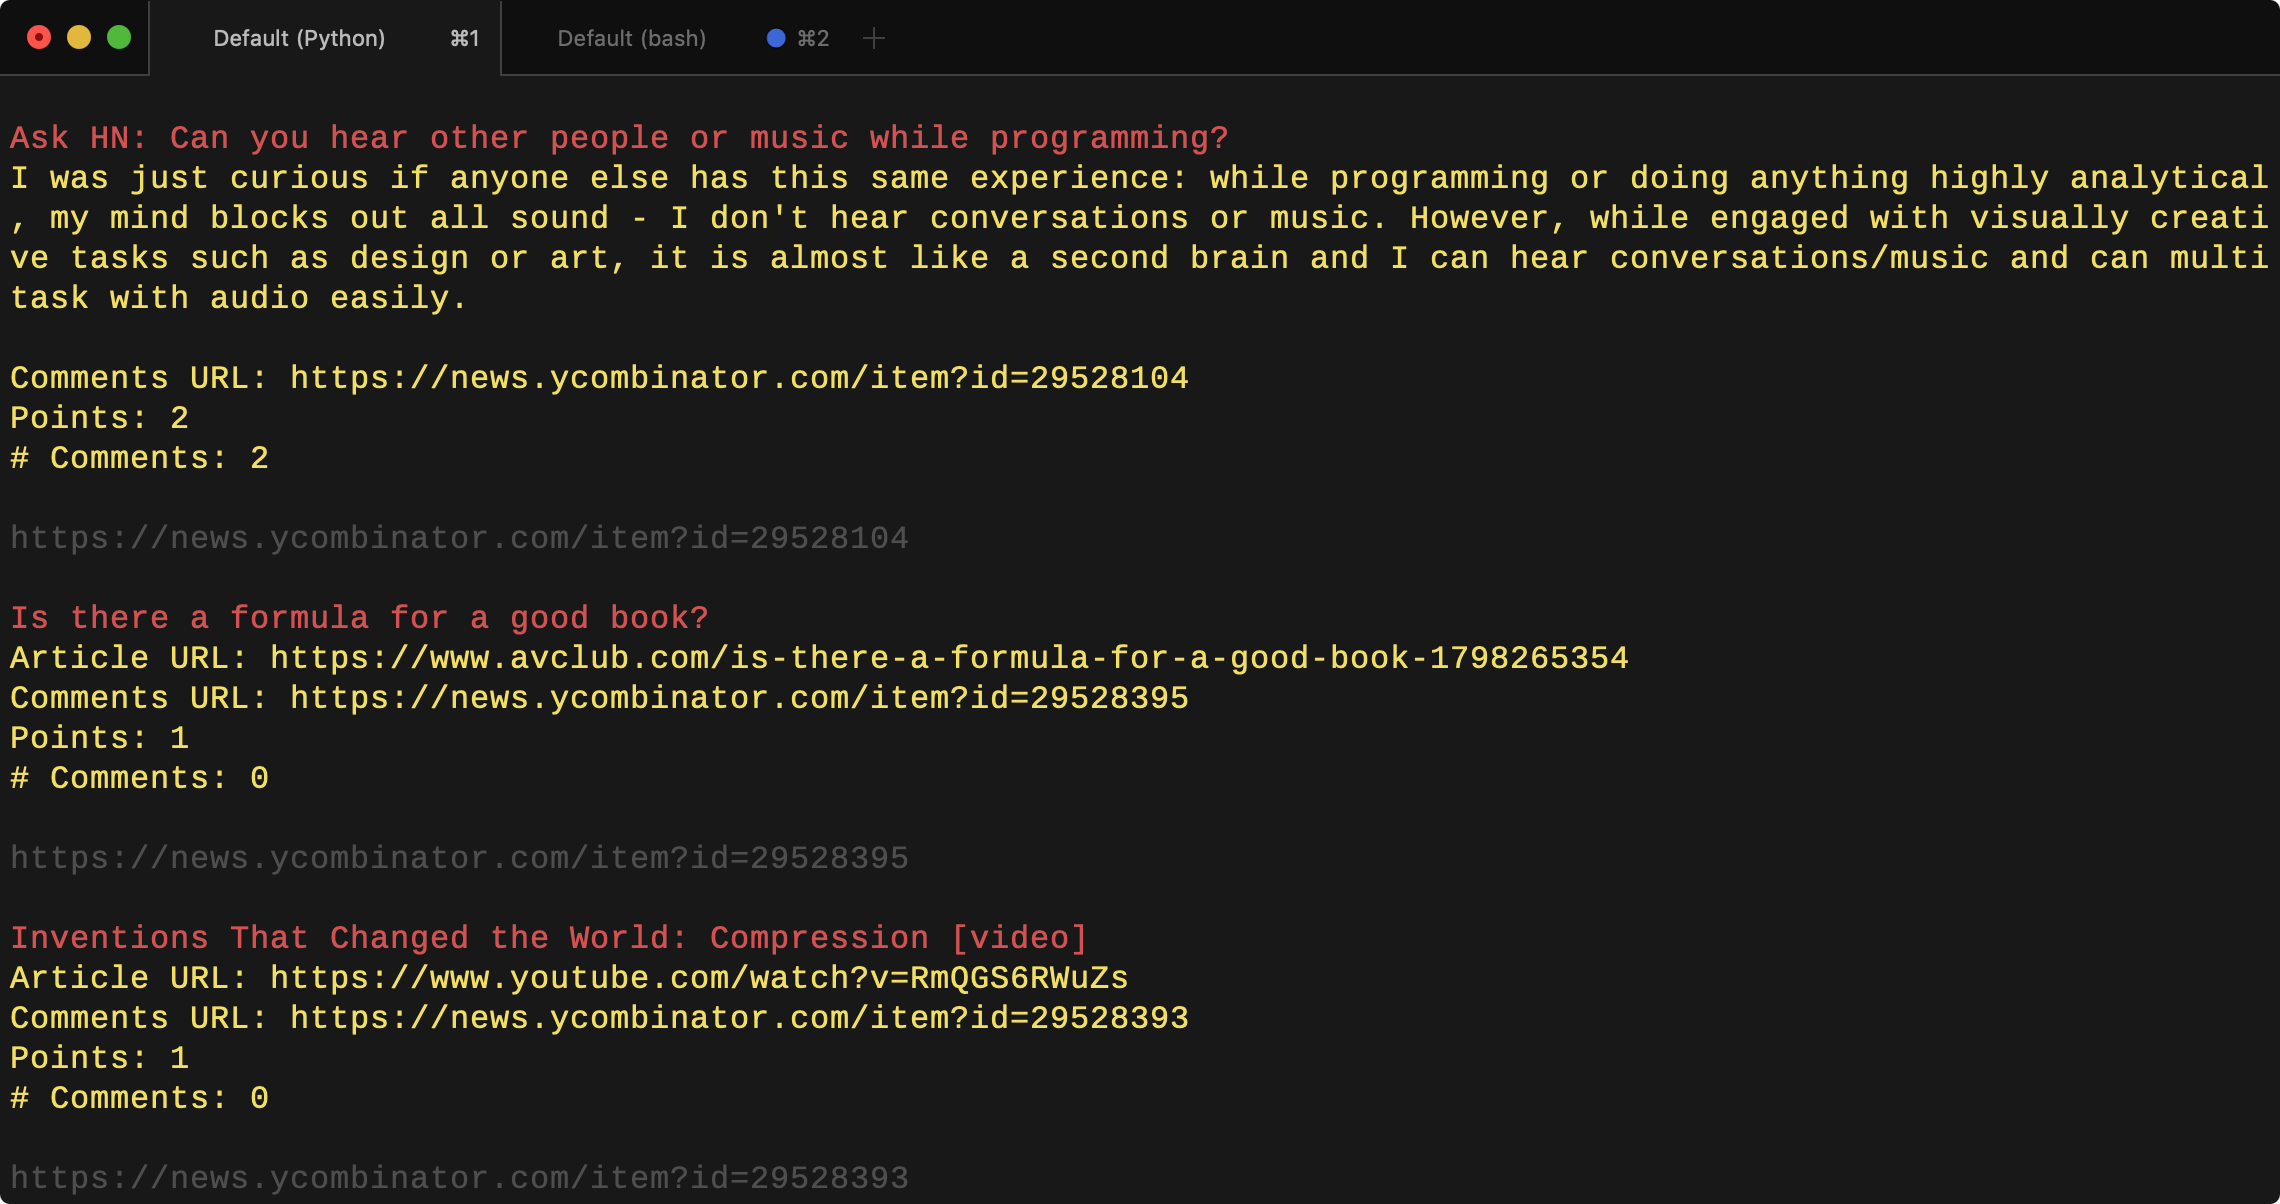 Default (Python) ⌘1 Default (bash) ⌘2
Ask HN: Can you hear other people or music while programming?
I was just curious if anyone else has this same experience: while programming or doing anything highly analytical
, my mind blocks out all sound - I don't hear conversations or music. However, while engaged with visually creati
ve tasks such as design or art, it is almost like a second brain and I can hear conversations/music and can multi
task with audio easily.
Comments URL: https://news.ycombinator.com/item?id=29528104
Points: 2
# Comments: 2
https://news.ycombinator.com/item?id=29528104
Is there a formula for a good book?
Article URL: https://www.avclub.com/is-there-a-formula-for-a-good-book-1798265354
Comments URL: https://news.ycombinator.com/item?id=29528395
Points: 1
# Comments: 0
https://news.ycombinator.com/item?id=29528395
Inventions That Changed the World: Compression [video]
Article URL: https://www.youtube.com/watch?v=RmQGS6RWuZs
Comments URL: https://news.ycombinator.com/item?id=29528393
Points: 1
# Comments: 0
https://news.ycombinator.com/item?id=29528393